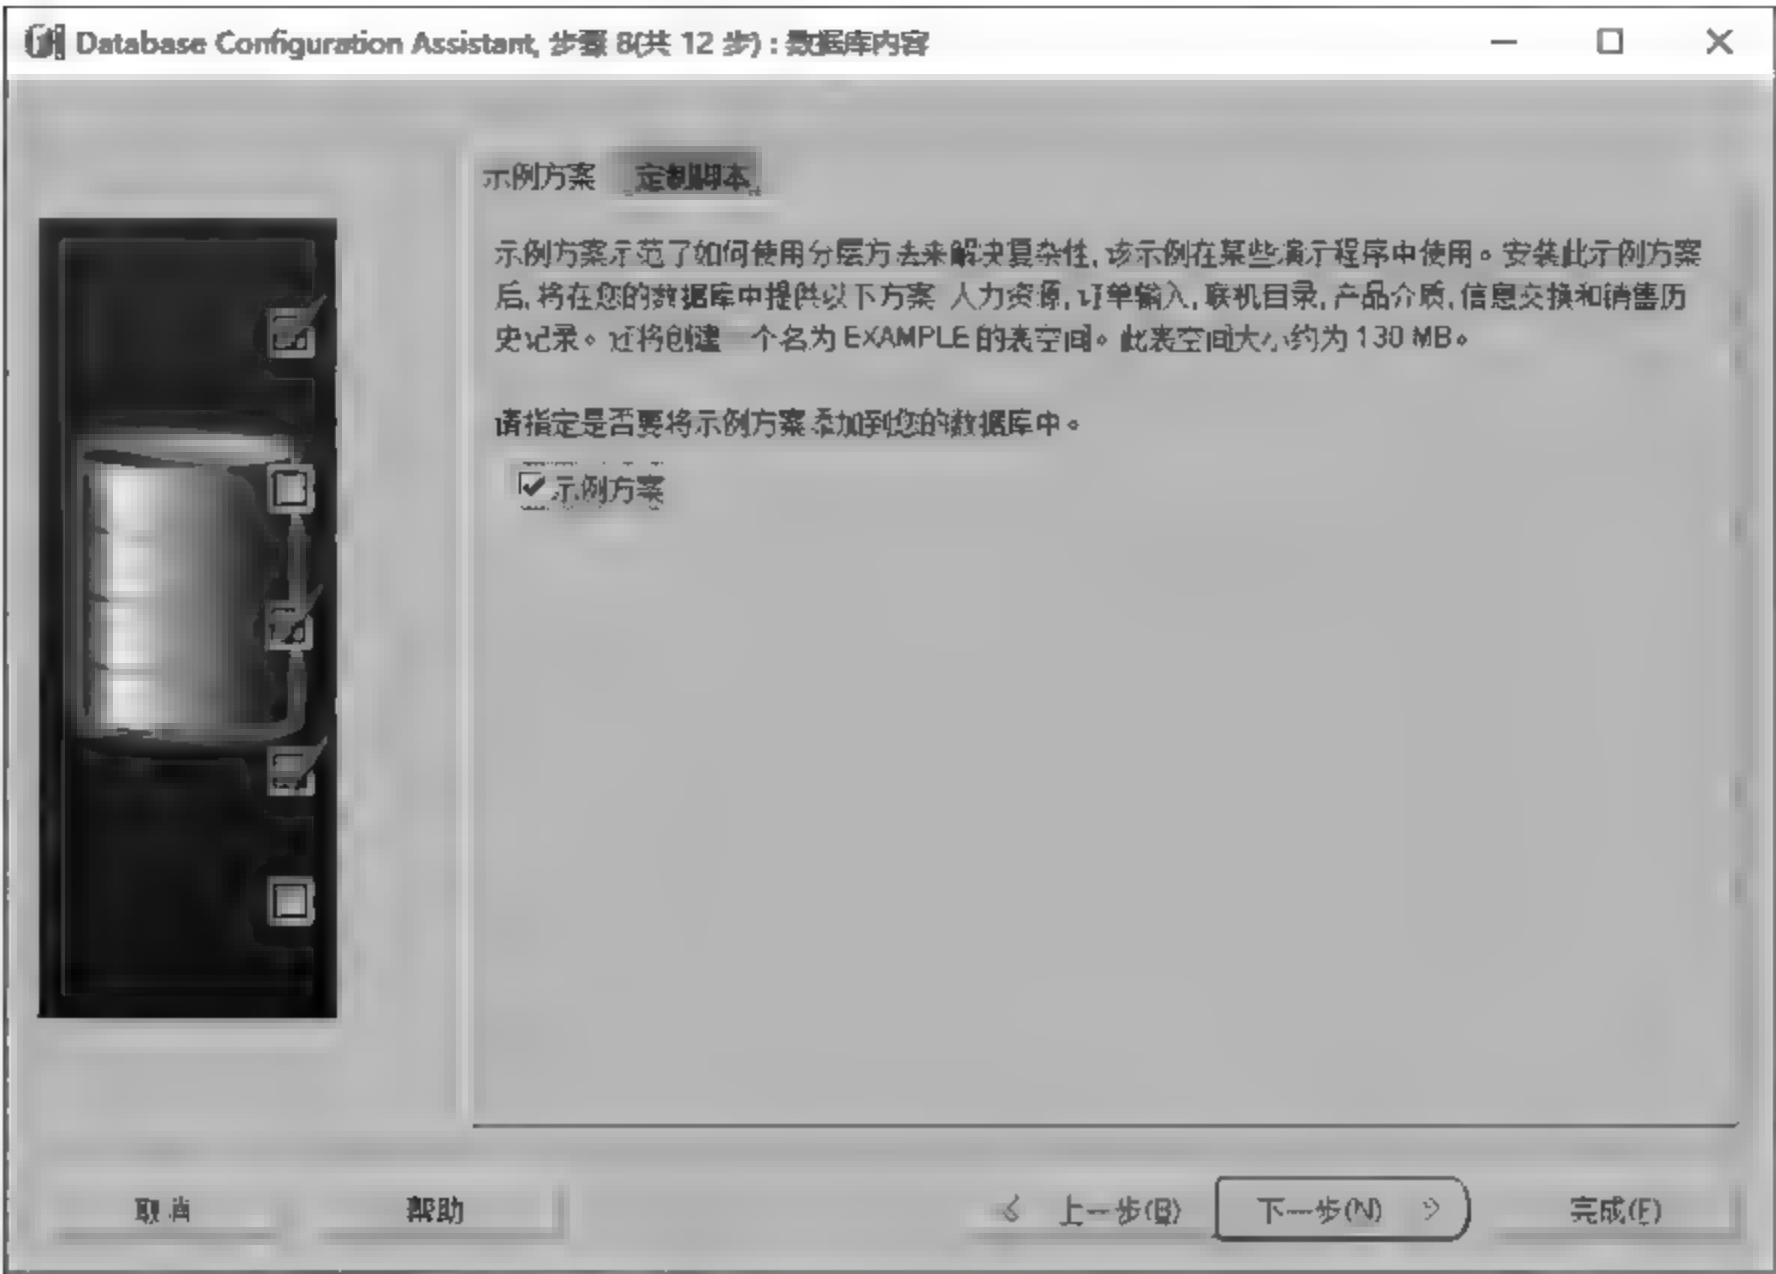 Database Configuration Assistant, 步骤 8(共 12 步) : 数据库内容
示例方案 定制脚本
示例方案示范了如何使用分层方法来解决复杂性, 该示例在某些演示程序中使用。安装此示例方案
后, 将在您的数据库中提供以下方案 人力资源, 订单输入, 联机目录, 产品介质, 信息交换和销售历
史记录。还将创建一个名为 EXAMPLE 的表空间。此表空间大小约为 130 MB。
请指定是否要将示例方案添加到您的数据库中。
示例方案
取消 帮助 上一步(B) 下一步(N) 完成(F)